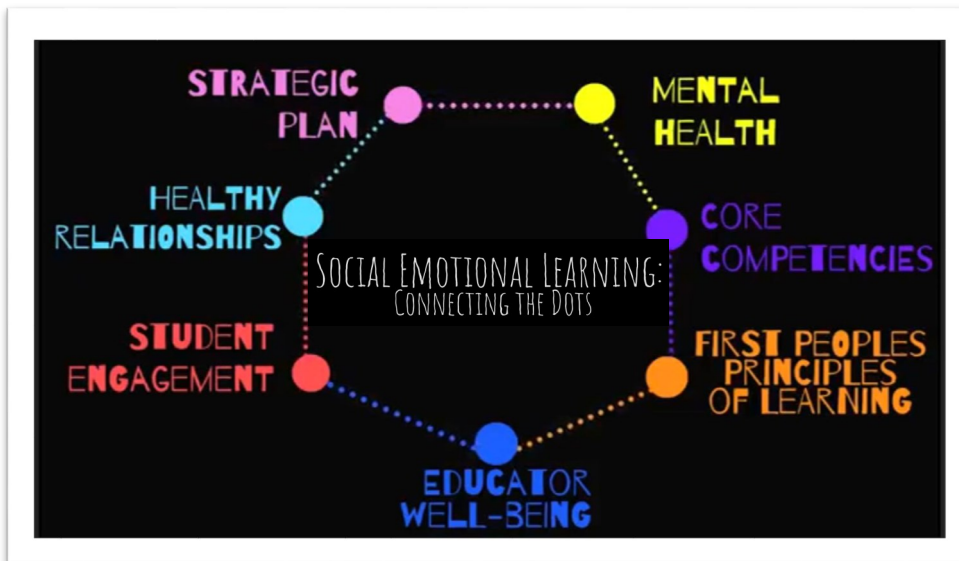 STRATEGIC
PLAN
MENTAL
HEALTH
HEALTHY
RELATIONSHIPS
CORE
COMPETENCIES
SOCIAL EMOTIONAL LEARNING:
CONNECTING THE DOTS
STUDENT
ENGAGEMENT
FIRST PEOPLES
PRINCIPLES
OF LEARNING
EDUCATOR
WELL-BEING